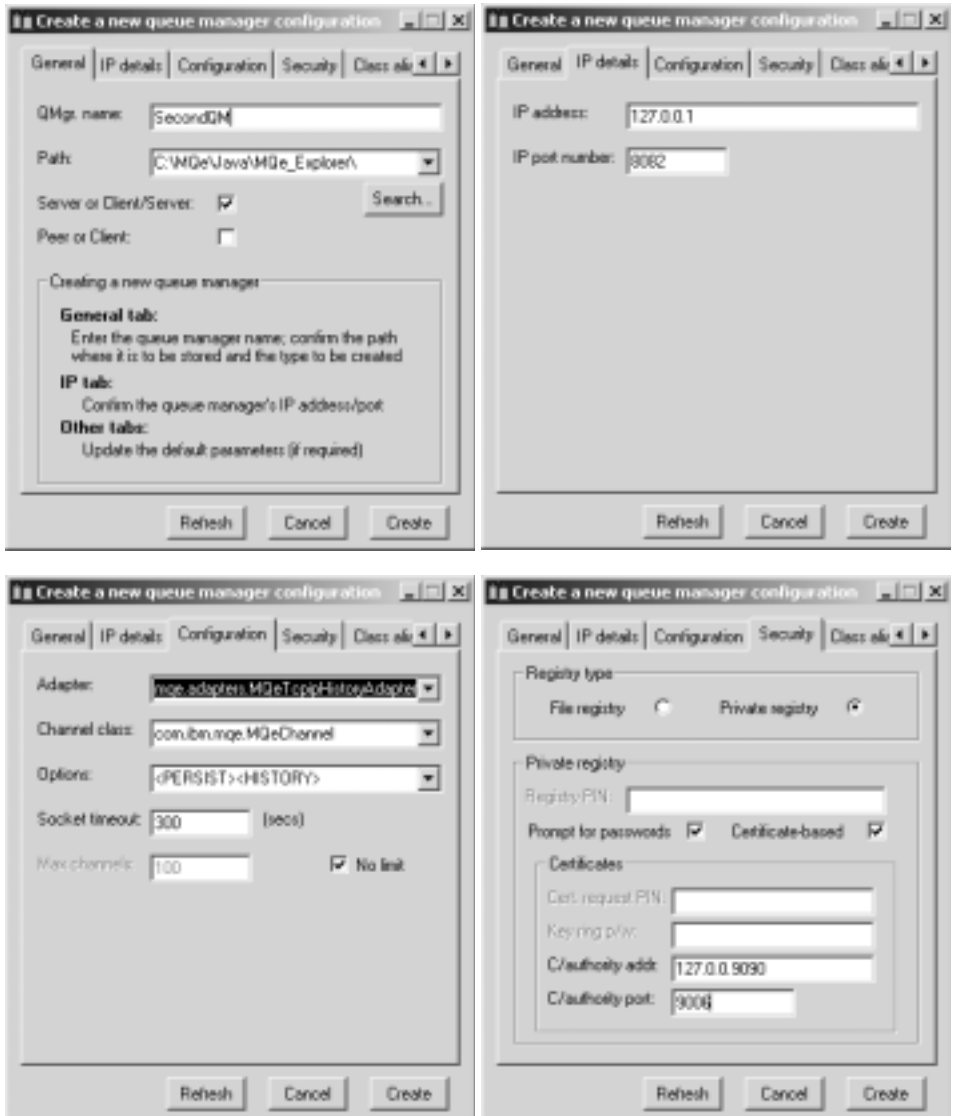 Create a new queue manager configuration
General IP details Configuration Security Class ali
QMgr. name: SecondQM
Path: C:\MQe\Java\MQe_Explorer\
Server or Client/Server:
Search...
Peer or Client:
Creating a new queue manager
General tab:
Enter the queue manager name; confirm the path
where it is to be stored and the type to be created
IP tab:
Confirm the queue manager's IP address/port
Other tabs:
Update the default parameters (if required)
Refresh Cancel Create
Create a new queue manager configuration
General IP details Configuration Security Class ali
IP address: 127.0.0.1
IP port number: 8082
Refresh Cancel Create
Create a new queue manager configuration
General IP details Configuration Security Class ali
Adapter: mqe.adapters.MQeTcpipHistoryAdapter
Channel class: com.ibm.mqe.MQeChannel
Options: <PERSIST><HISTORY>
Socket timeout: 300 (secs)
Max channels: 100 No limit
Refresh Cancel Create
Create a new queue manager configuration
General IP details Configuration Security Class ali
Registry type
File registry Private registry
Private registry
Registry PIN:
Prompt for passwords Certificate-based
Certificates
Cert. request PIN:
Key ring p/w:
C/authority addr: 127.0.0.9090
C/authority port: 9006
Refresh Cancel Create